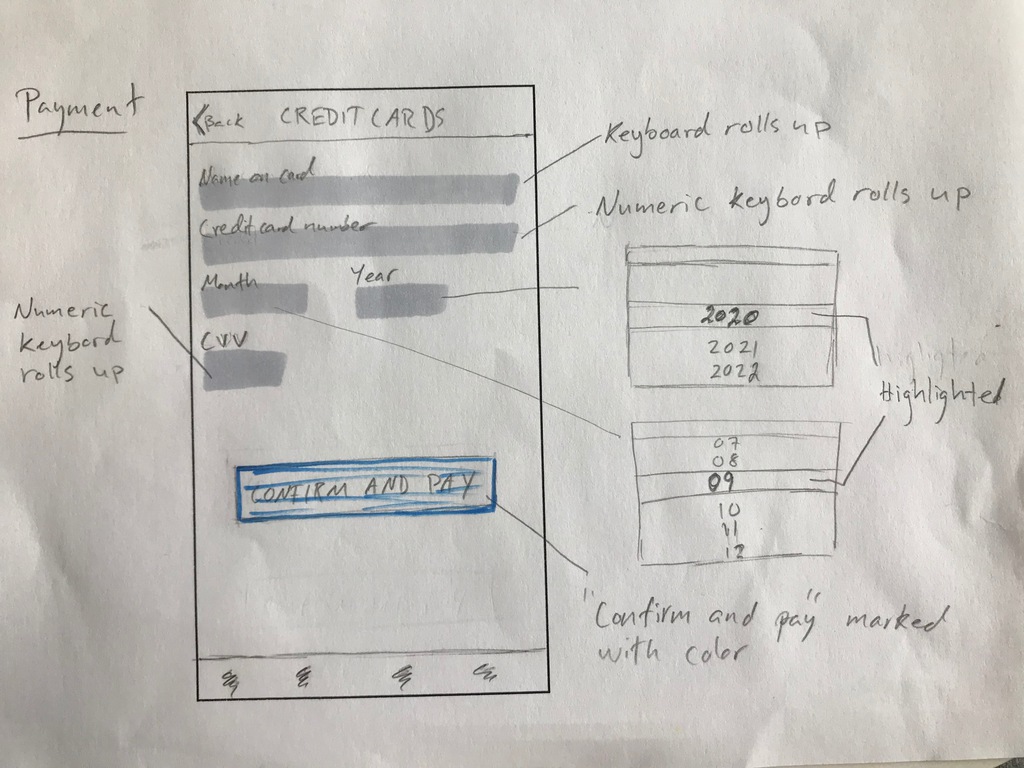 Payment
Back
CREDIT CARDS
Name on card
Credit card number
Month
Year
CVV
CONFIRM AND PAY
Numeric
keybord
rolls up
Keyboard rolls up
Numeric keybord rolls up
2020
2021
2022
Highlighted
07
08
09
10
11
12
"Confirm and pay" marked
with color